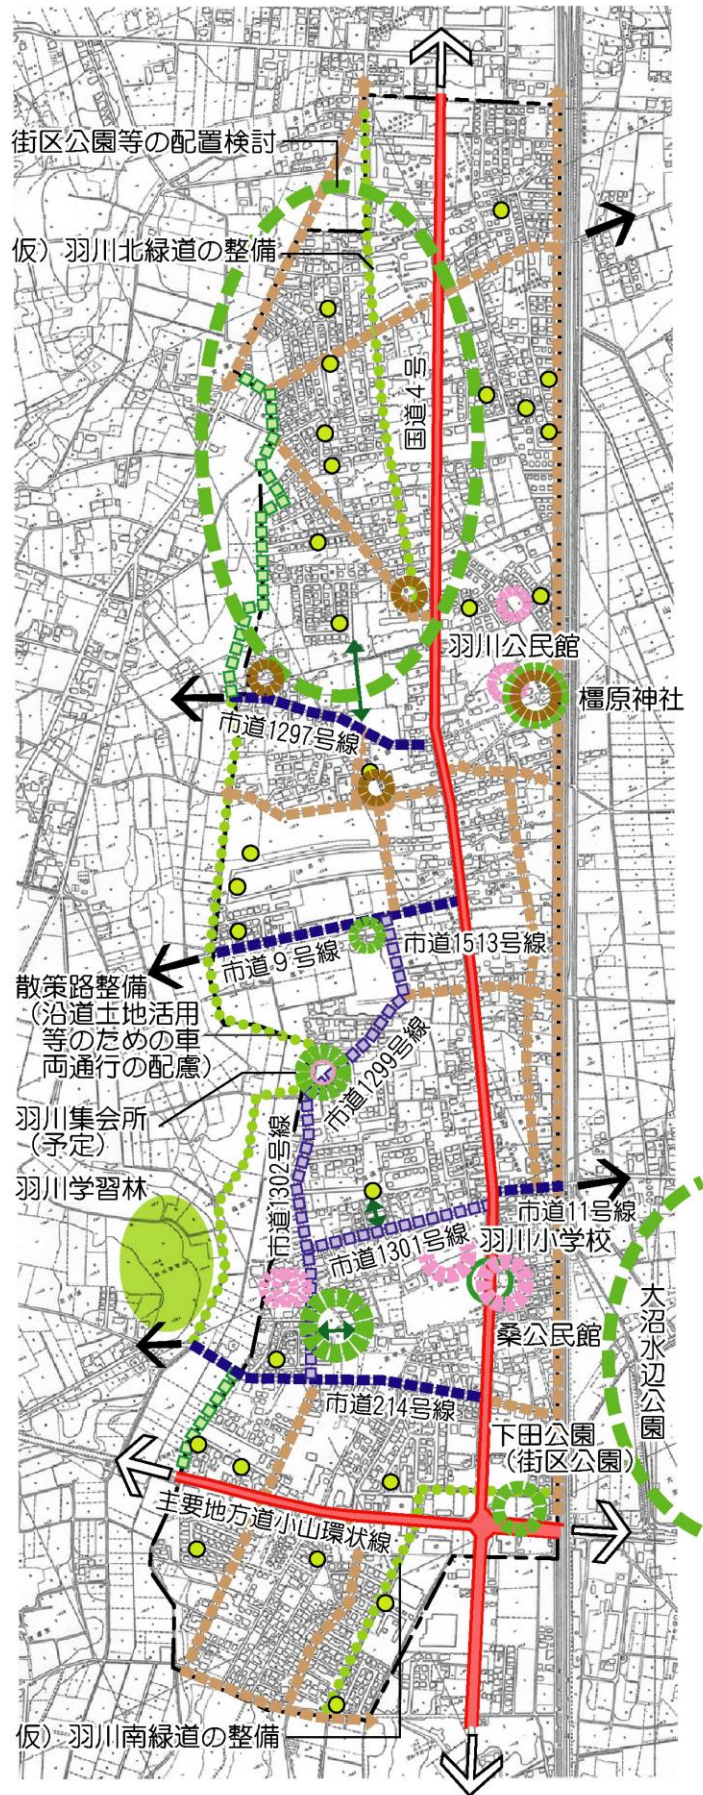 街区公園等の配置検討
仮）羽川北緑道の整備
国道４号
羽川公民館
橿原神社
市道1297号線
市道９号線
市道1513号線
散策路整備
（沿道土地活用
等のための車
両通行の配慮）
市道1299号線
羽川集会所
（予定）
市道1302号線
羽川学習林
市道11号線
市道1301号線
羽川小学校
大沼水辺公園
桑公民館
市道214号線
下田公園
（街区公園）
主要地方道小山環状線
仮）羽川南緑道の整備